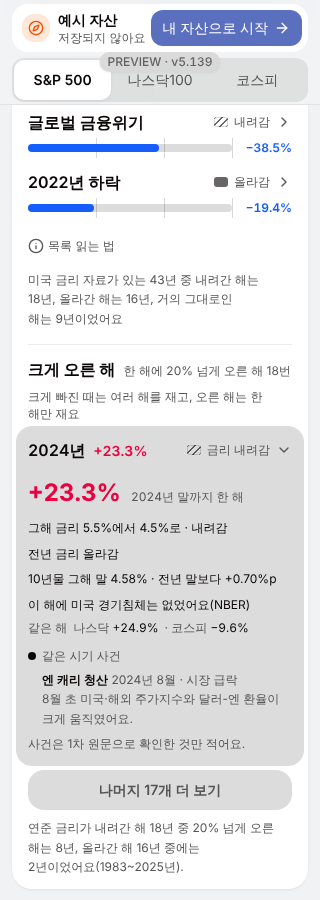 예시 자산
저장되지 않아요
내 자산으로 시작 →
PREVIEW · v5.139
S&P 500
나스닥100
코스피
글로벌 금융위기
내려감
−38.5%
2022년 하락
올라감
−19.4%
목록 읽는 법
미국 금리 자료가 있는 43년 중 내려간 해는
18년, 올라간 해는 16년, 거의 그대로인
해는 9년이었어요
크게 오른 해 한 해에 20% 넘게 오른 해 18번
크게 빠진 때는 여러 해를 재고, 오른 해는 한
해만 재요
2024년 +23.3%
금리 내려감
+23.3% 2024년 말까지 한 해
그해 금리 5.5%에서 4.5%로 · 내려감
전년 금리 올라감
10년물 그해 말 4.58% · 전년 말보다 +0.70%p
이 해에 미국 경기침체는 없었어요(NBER)
같은 해 나스닥 +24.9% · 코스피 −9.6%
같은 시기 사건
엔 캐리 청산 2024년 8월 · 시장 급락
8월 초 미국·해외 주가지수와 달러-엔 환율이
크게 움직였어요.
사건은 1차 원문으로 확인한 것만 적어요.
나머지 17개 더 보기
연준 금리가 내려간 해 18년 중 20% 넘게 오른
해는 8년, 올라간 해 16년 중에는
2년이었어요(1983~2025년).